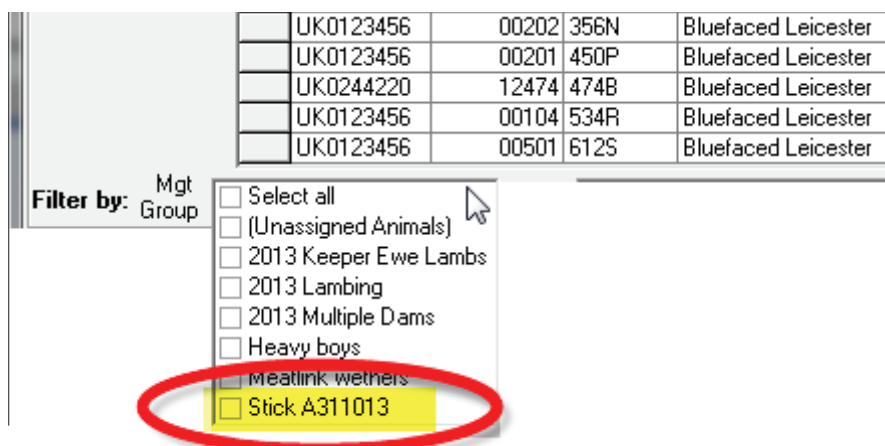 UK0123456 00202 356N Bluefaced Leicester
UK0123456 00201 450P Bluefaced Leicester
UK0244220 12474 474B Bluefaced Leicester
UK0123456 00104 534R Bluefaced Leicester
UK0123456 00501 612S Bluefaced Leicester
Filter by: Mgt Group
Select all
(Unassigned Animals)
2013 Keeper Ewe Lambs
2013 Lambing
2013 Multiple Dams
Heavy boys
Meatlink wethers
Stick A311013